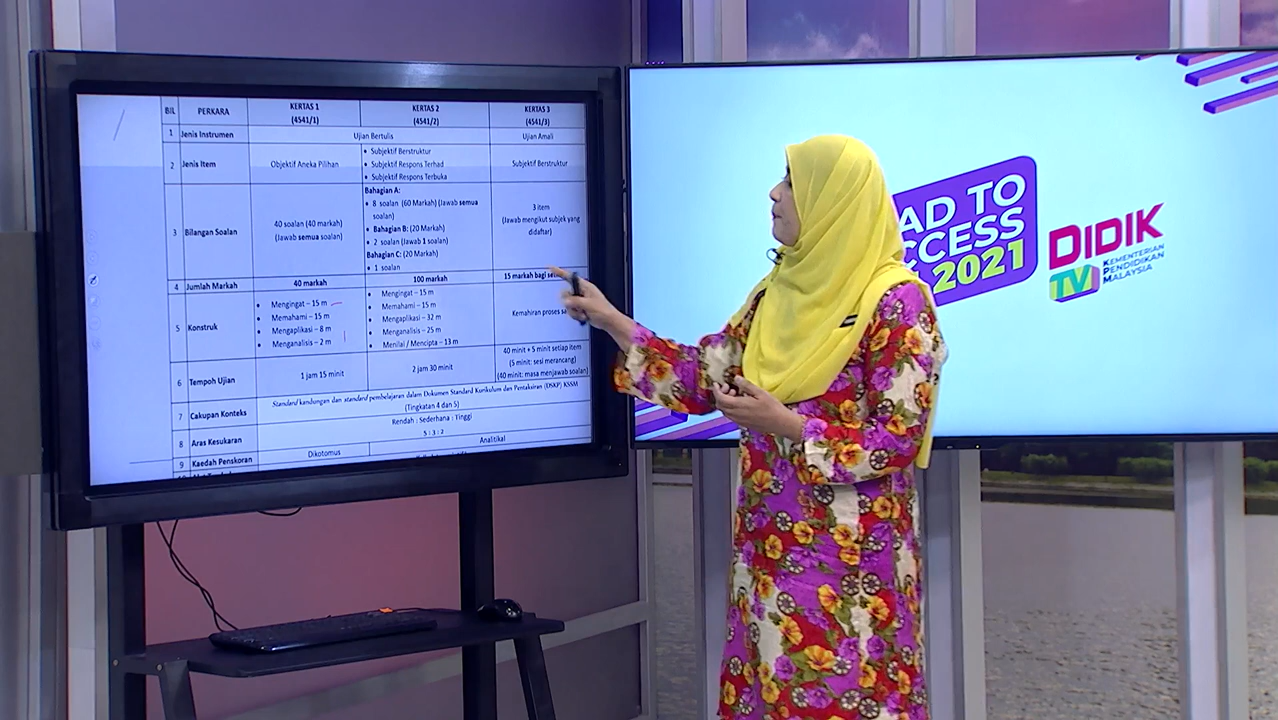 BIL PERKARA KERTAS 1 (4541/1) KERTAS 2 (4541/2) KERTAS 3 (4541/3)
1 Jenis Instrumen Ujian Bertulis Ujian Amali
2 Jenis Item Objektif Aneka Pilihan
• Subjektif Berstruktur
• Subjektif Respons Terhad
• Subjektif Respons Terbuka
Subjektif Berstruktur
3 Bilangan Soalan
40 soalan (40 markah)
(Jawab semua soalan)
Bahagian A:
• 8 soalan (60 Markah) (Jawab semua
soalan)
• Bahagian B: (20 Markah)
• 2 soalan (Jawab 1 soalan)
Bahagian C: (20 Markah)
• 1 soalan
3 item
(Jawab mengikut subjek yang
didaftar)
4 Jumlah Markah 40 markah 100 markah 15 markah bagi
5 Konstruk
• Mengingat – 15 m
• Memahami – 15 m
• Mengaplikasi – 8 m
• Menganalisis – 2 m
• Mengingat – 15 m
• Memahami – 15 m
• Mengaplikasi – 32 m
• Menganalisis – 25 m
• Menilai / Mencipta – 13 m
Kemahiran proses
6 Tempoh Ujian 1 jam 15 minit 2 jam 30 minit
40 minit + 5 minit setiap item
(5 minit: sesi merancang)
(40 minit: masa menjawab soalan)
7 Cakupan Konteks
Standard kandungan dan standard pembelajaran dalam Dokumen Standard Kurikulum dan Pentaksiran (DSKP) KSSM
(Tingkatan 4 dan 5)
8 Aras Kesukaran
Rendah : Sederhana : Tinggi
5 : 3 : 2
9 Kaedah Penskoran Dikotomus Analitikal
AD TO
CCESS
2021
DIDIK
TV
KEMENTERIAN
PENDIDIKAN
MALAYSIA